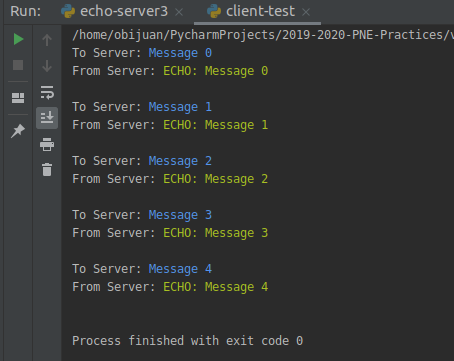 Run: echo-server3 × client-test ×
/home/obijuan/PycharmProjects/2019-2020-PNE-Practices/
To Server: Message 0
From Server: ECHO: Message 0
To Server: Message 1
From Server: ECHO: Message 1
To Server: Message 2
From Server: ECHO: Message 2
To Server: Message 3
From Server: ECHO: Message 3
To Server: Message 4
From Server: ECHO: Message 4
Process finished with exit code 0